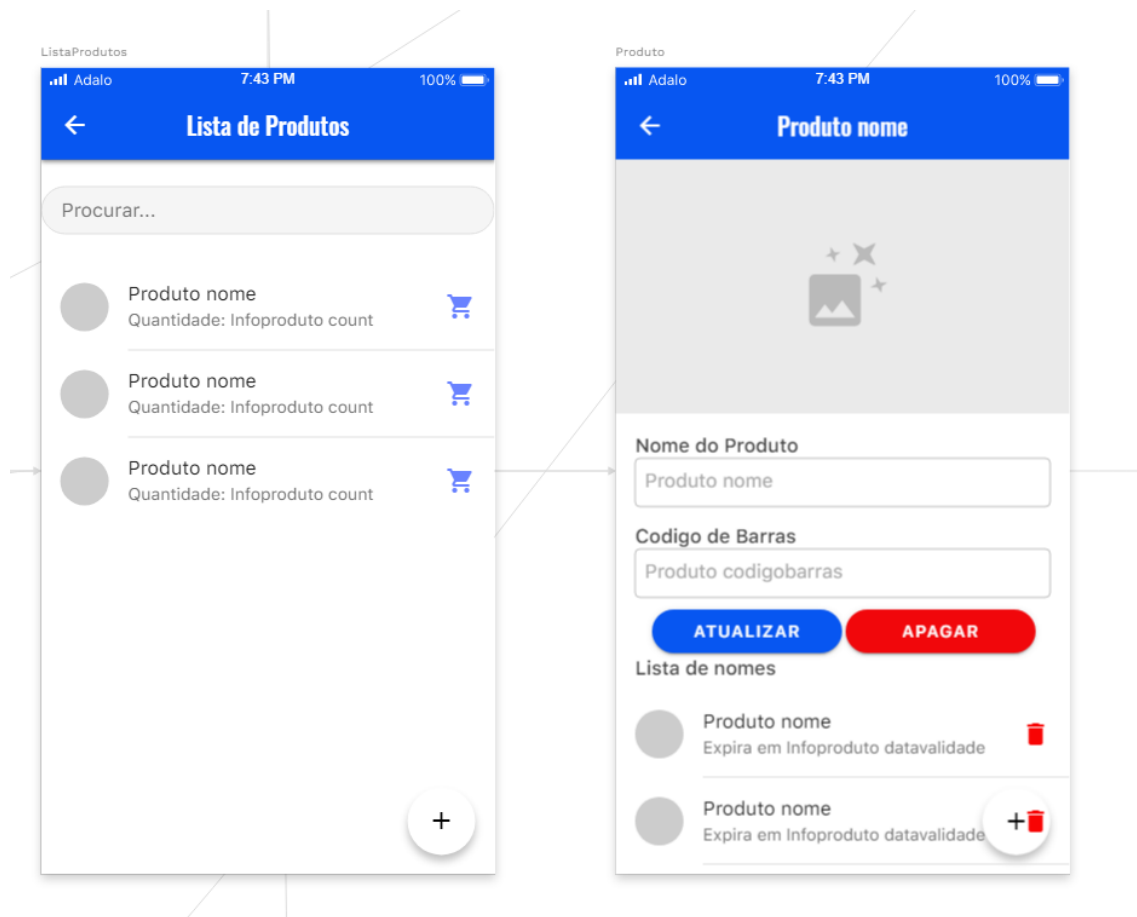 ListaProdutos
Adalo 7:43 PM 100%
Lista de Produtos
Procurar...
Produto nome
Quantidade: Infoproduto count
Produto nome
Quantidade: Infoproduto count
Produto nome
Quantidade: Infoproduto count
+
Produto
Adalo 7:43 PM 100%
Produto nome
Nome do Produto
Produto nome
Codigo de Barras
Produto codigobarras
ATUALIZAR APAGAR
Lista de nomes
Produto nome
Expira em Infoproduto datavalidade
Produto nome
Expira em Infoproduto datavalidade
+